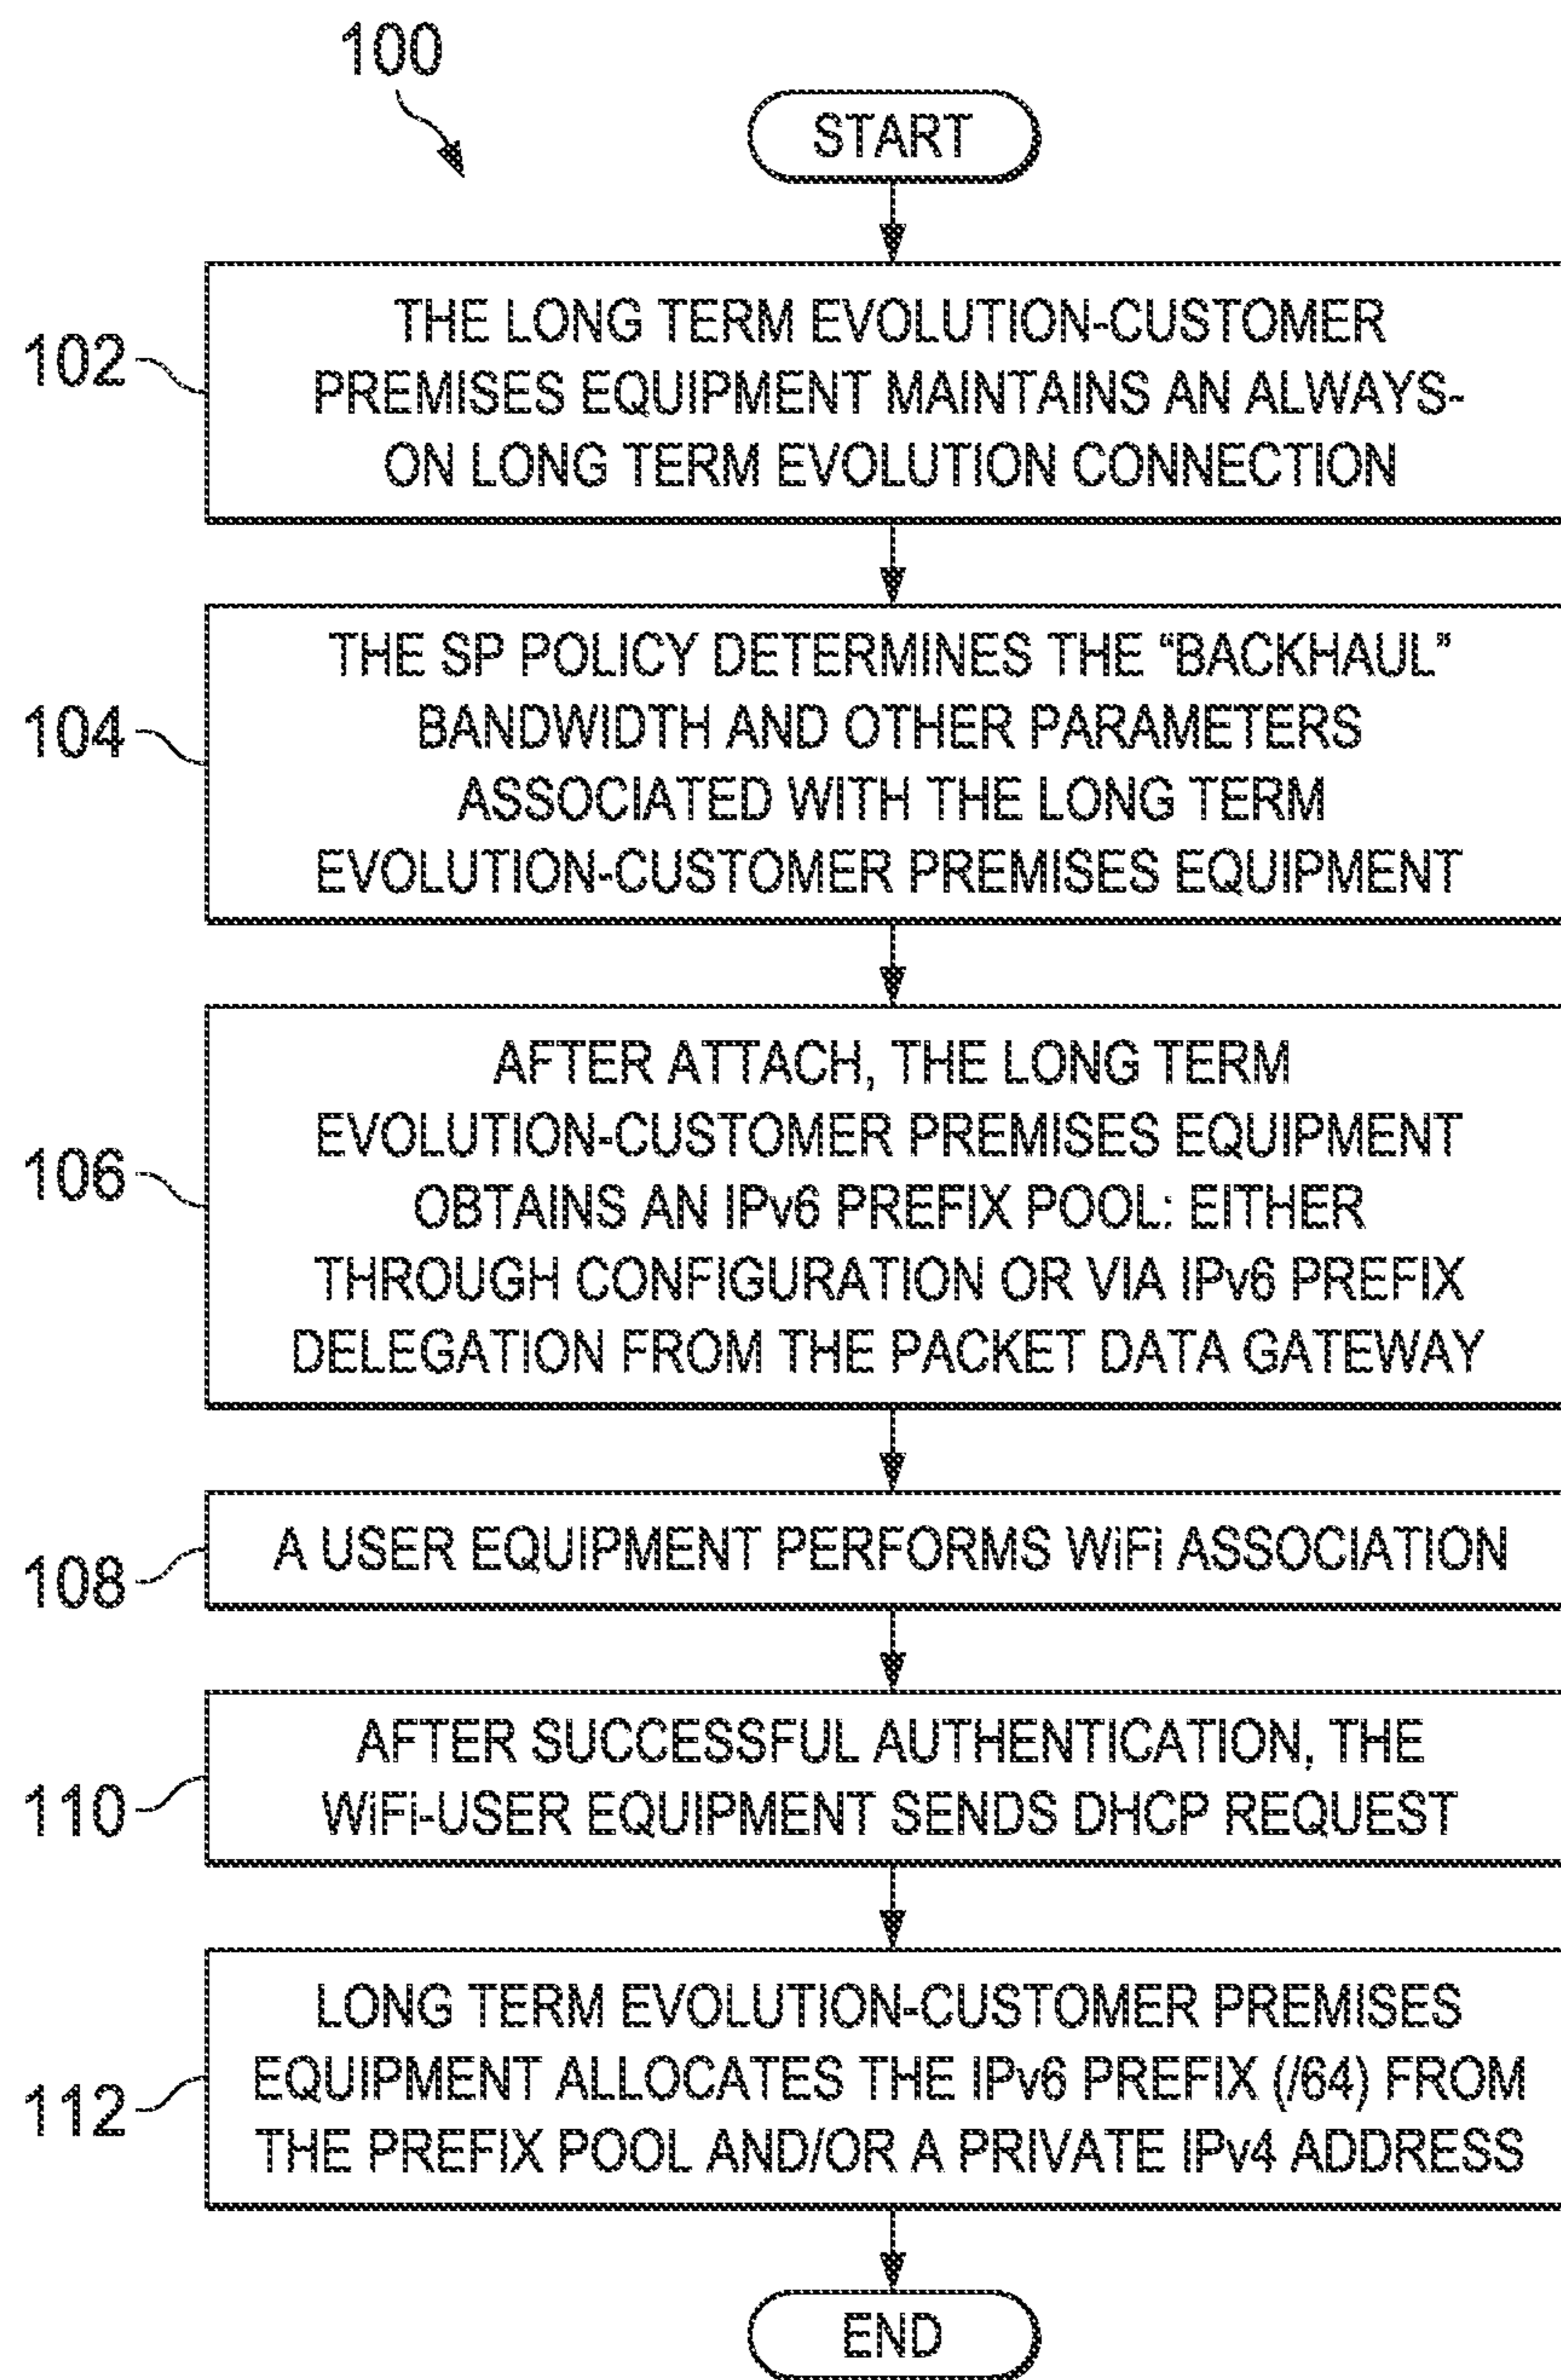 100
START
102
THE LONG TERM EVOLUTION-CUSTOMER
PREMISES EQUIPMENT MAINTAINS AN ALWAYS-
ON LONG TERM EVOLUTION CONNECTION
104
THE SP POLICY DETERMINES THE “BACKHAUL”
BANDWIDTH AND OTHER PARAMETERS
ASSOCIATED WITH THE LONG TERM
EVOLUTION-CUSTOMER PREMISES EQUIPMENT
106
AFTER ATTACH, THE LONG TERM
EVOLUTION-CUSTOMER PREMISES EQUIPMENT
OBTAINS AN IPv6 PREFIX POOL: EITHER
THROUGH CONFIGURATION OR VIA IPv6 PREFIX
DELEGATION FROM THE PACKET DATA GATEWAY
108
A USER EQUIPMENT PERFORMS WiFi ASSOCIATION
110
AFTER SUCCESSFUL AUTHENTICATION, THE
WiFi-USER EQUIPMENT SENDS DHCP REQUEST
112
LONG TERM EVOLUTION-CUSTOMER PREMISES
EQUIPMENT ALLOCATES THE IPv6 PREFIX (/64) FROM
THE PREFIX POOL AND/OR A PRIVATE IPv4 ADDRESS
END